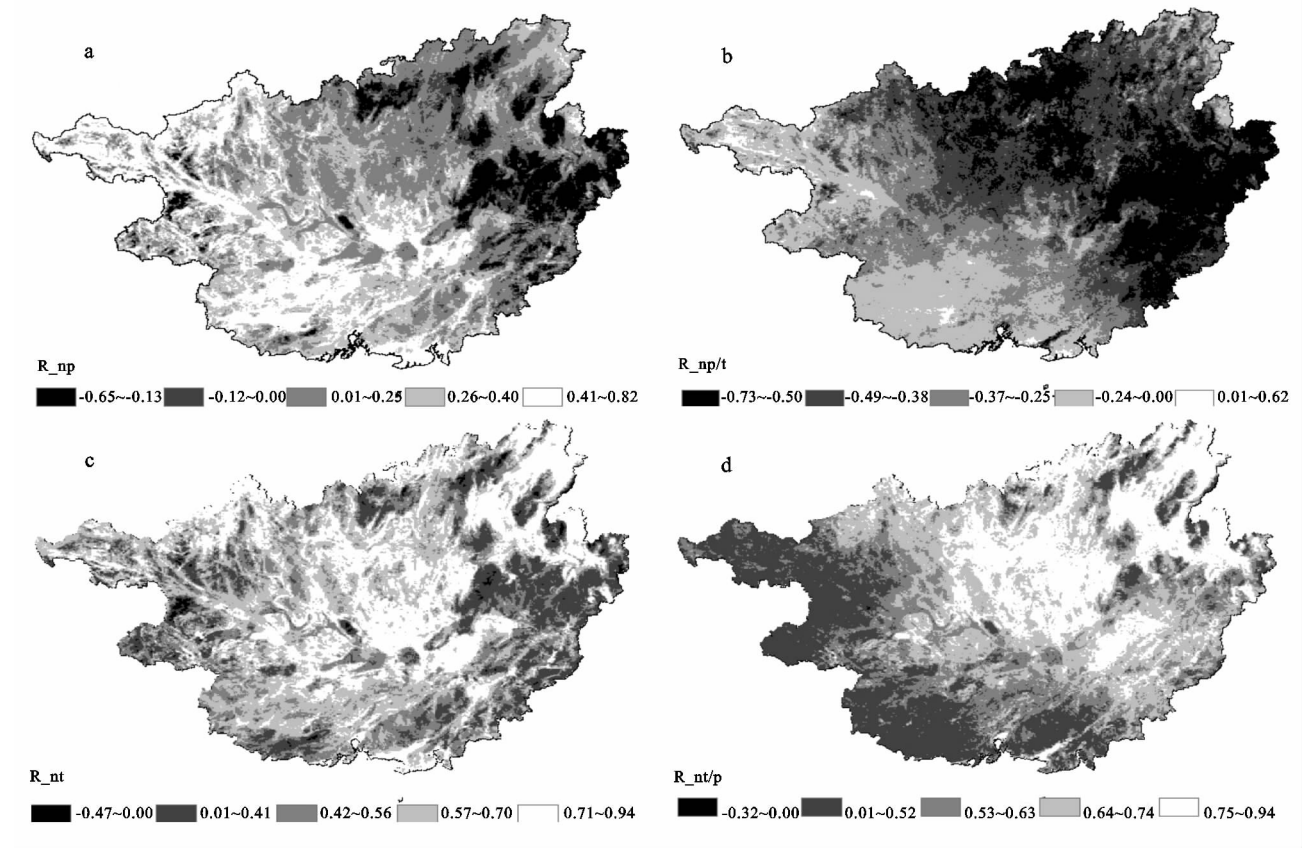 a
b
R_np
-0.65~-0.13 -0.12~0.00 0.01~0.25 0.26~0.40 0.41~0.82
R_np/t
-0.73~-0.50 -0.49~-0.38 -0.37~-0.25 -0.24~0.00 0.01~0.62
c
d
R_nt
-0.47~0.00 0.01~0.41 0.42~0.56 0.57~0.70 0.71~0.94
R_nt/p
-0.32~0.00 0.01~0.52 0.53~0.63 0.64~0.74 0.75~0.94